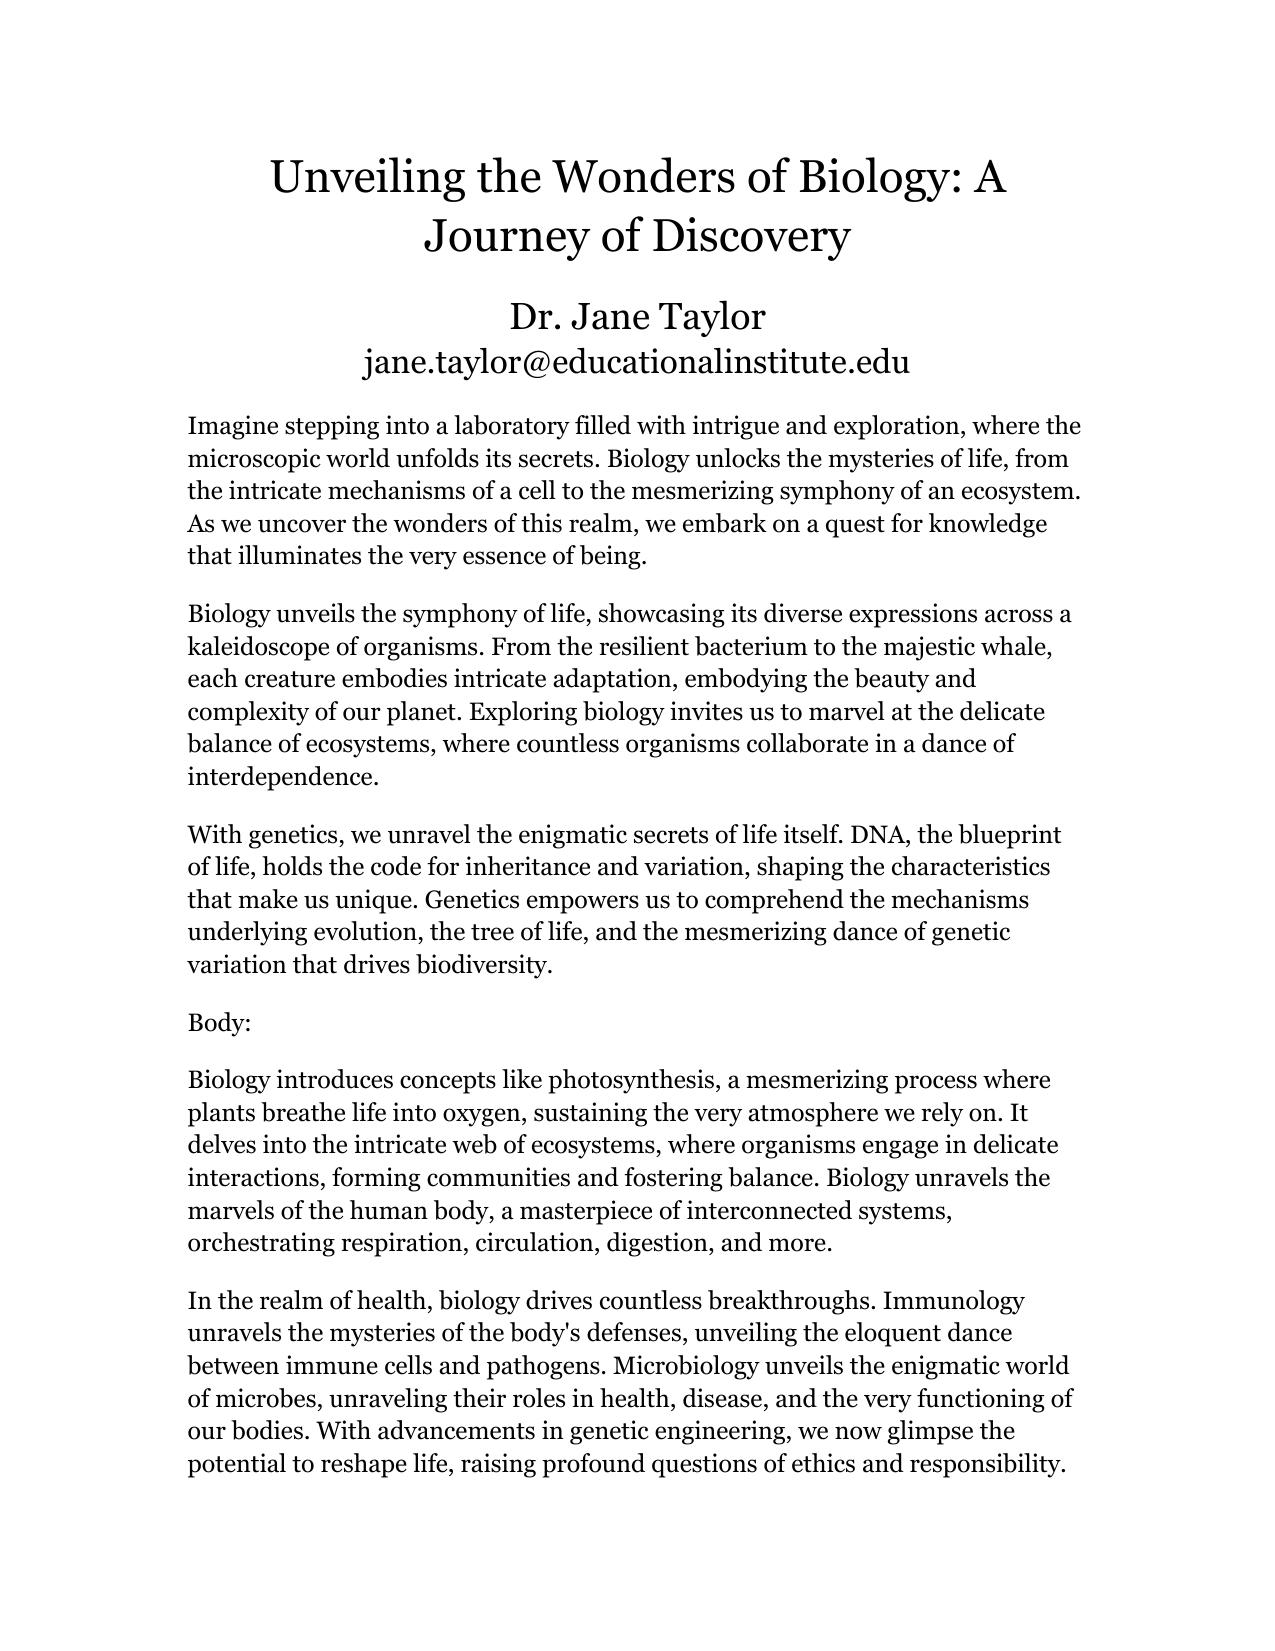 Unveiling the Wonders of Biology: A
Journey of Discovery
Dr. Jane Taylor
jane.taylor@educationalinstitute.edu
Imagine stepping into a laboratory filled with intrigue and exploration, where the
microscopic world unfolds its secrets. Biology unlocks the mysteries of life, from
the intricate mechanisms of a cell to the mesmerizing symphony of an ecosystem.
As we uncover the wonders of this realm, we embark on a quest for knowledge
that illuminates the very essence of being.
Biology unveils the symphony of life, showcasing its diverse expressions across a
kaleidoscope of organisms. From the resilient bacterium to the majestic whale,
each creature embodies intricate adaptation, embodying the beauty and
complexity of our planet. Exploring biology invites us to marvel at the delicate
balance of ecosystems, where countless organisms collaborate in a dance of
interdependence.
With genetics, we unravel the enigmatic secrets of life itself. DNA, the blueprint
of life, holds the code for inheritance and variation, shaping the characteristics
that make us unique. Genetics empowers us to comprehend the mechanisms
underlying evolution, the tree of life, and the mesmerizing dance of genetic
variation that drives biodiversity.
Body:
Biology introduces concepts like photosynthesis, a mesmerizing process where
plants breathe life into oxygen, sustaining the very atmosphere we rely on. It
delves into the intricate web of ecosystems, where organisms engage in delicate
interactions, forming communities and fostering balance. Biology unravels the
marvels of the human body, a masterpiece of interconnected systems,
orchestrating respiration, circulation, digestion, and more.
In the realm of health, biology drives countless breakthroughs. Immunology
unravels the mysteries of the body's defenses, unveiling the eloquent dance
between immune cells and pathogens. Microbiology unveils the enigmatic world
of microbes, unraveling their roles in health, disease, and the very functioning of
our bodies. With advancements in genetic engineering, we now glimpse the
potential to reshape life, raising profound questions of ethics and responsibility.